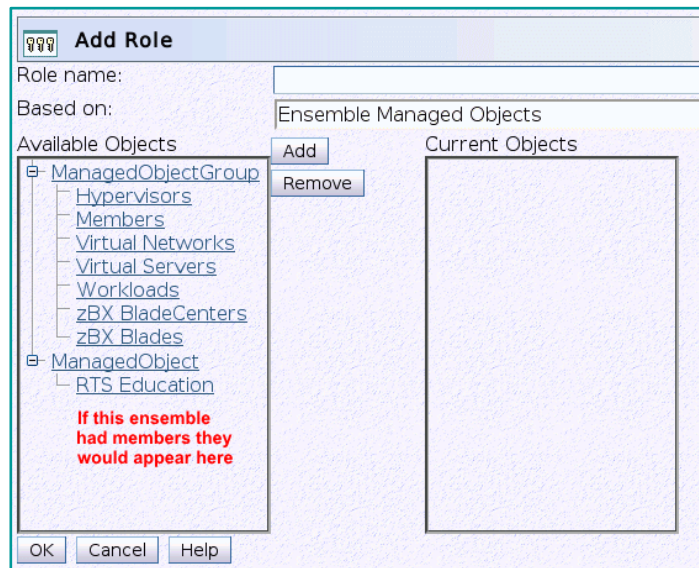 Add Role
Role name:
Based on:
Ensemble Managed Objects
Available Objects
Add
Current Objects
Remove
ManagedObjectGroup
Hypervisors
Members
Virtual Networks
Virtual Servers
Workloads
zBX BladeCenters
zBX Blades
ManagedObject
RTS Education
If this ensemble
had members they
would appear here
OK
Cancel
Help